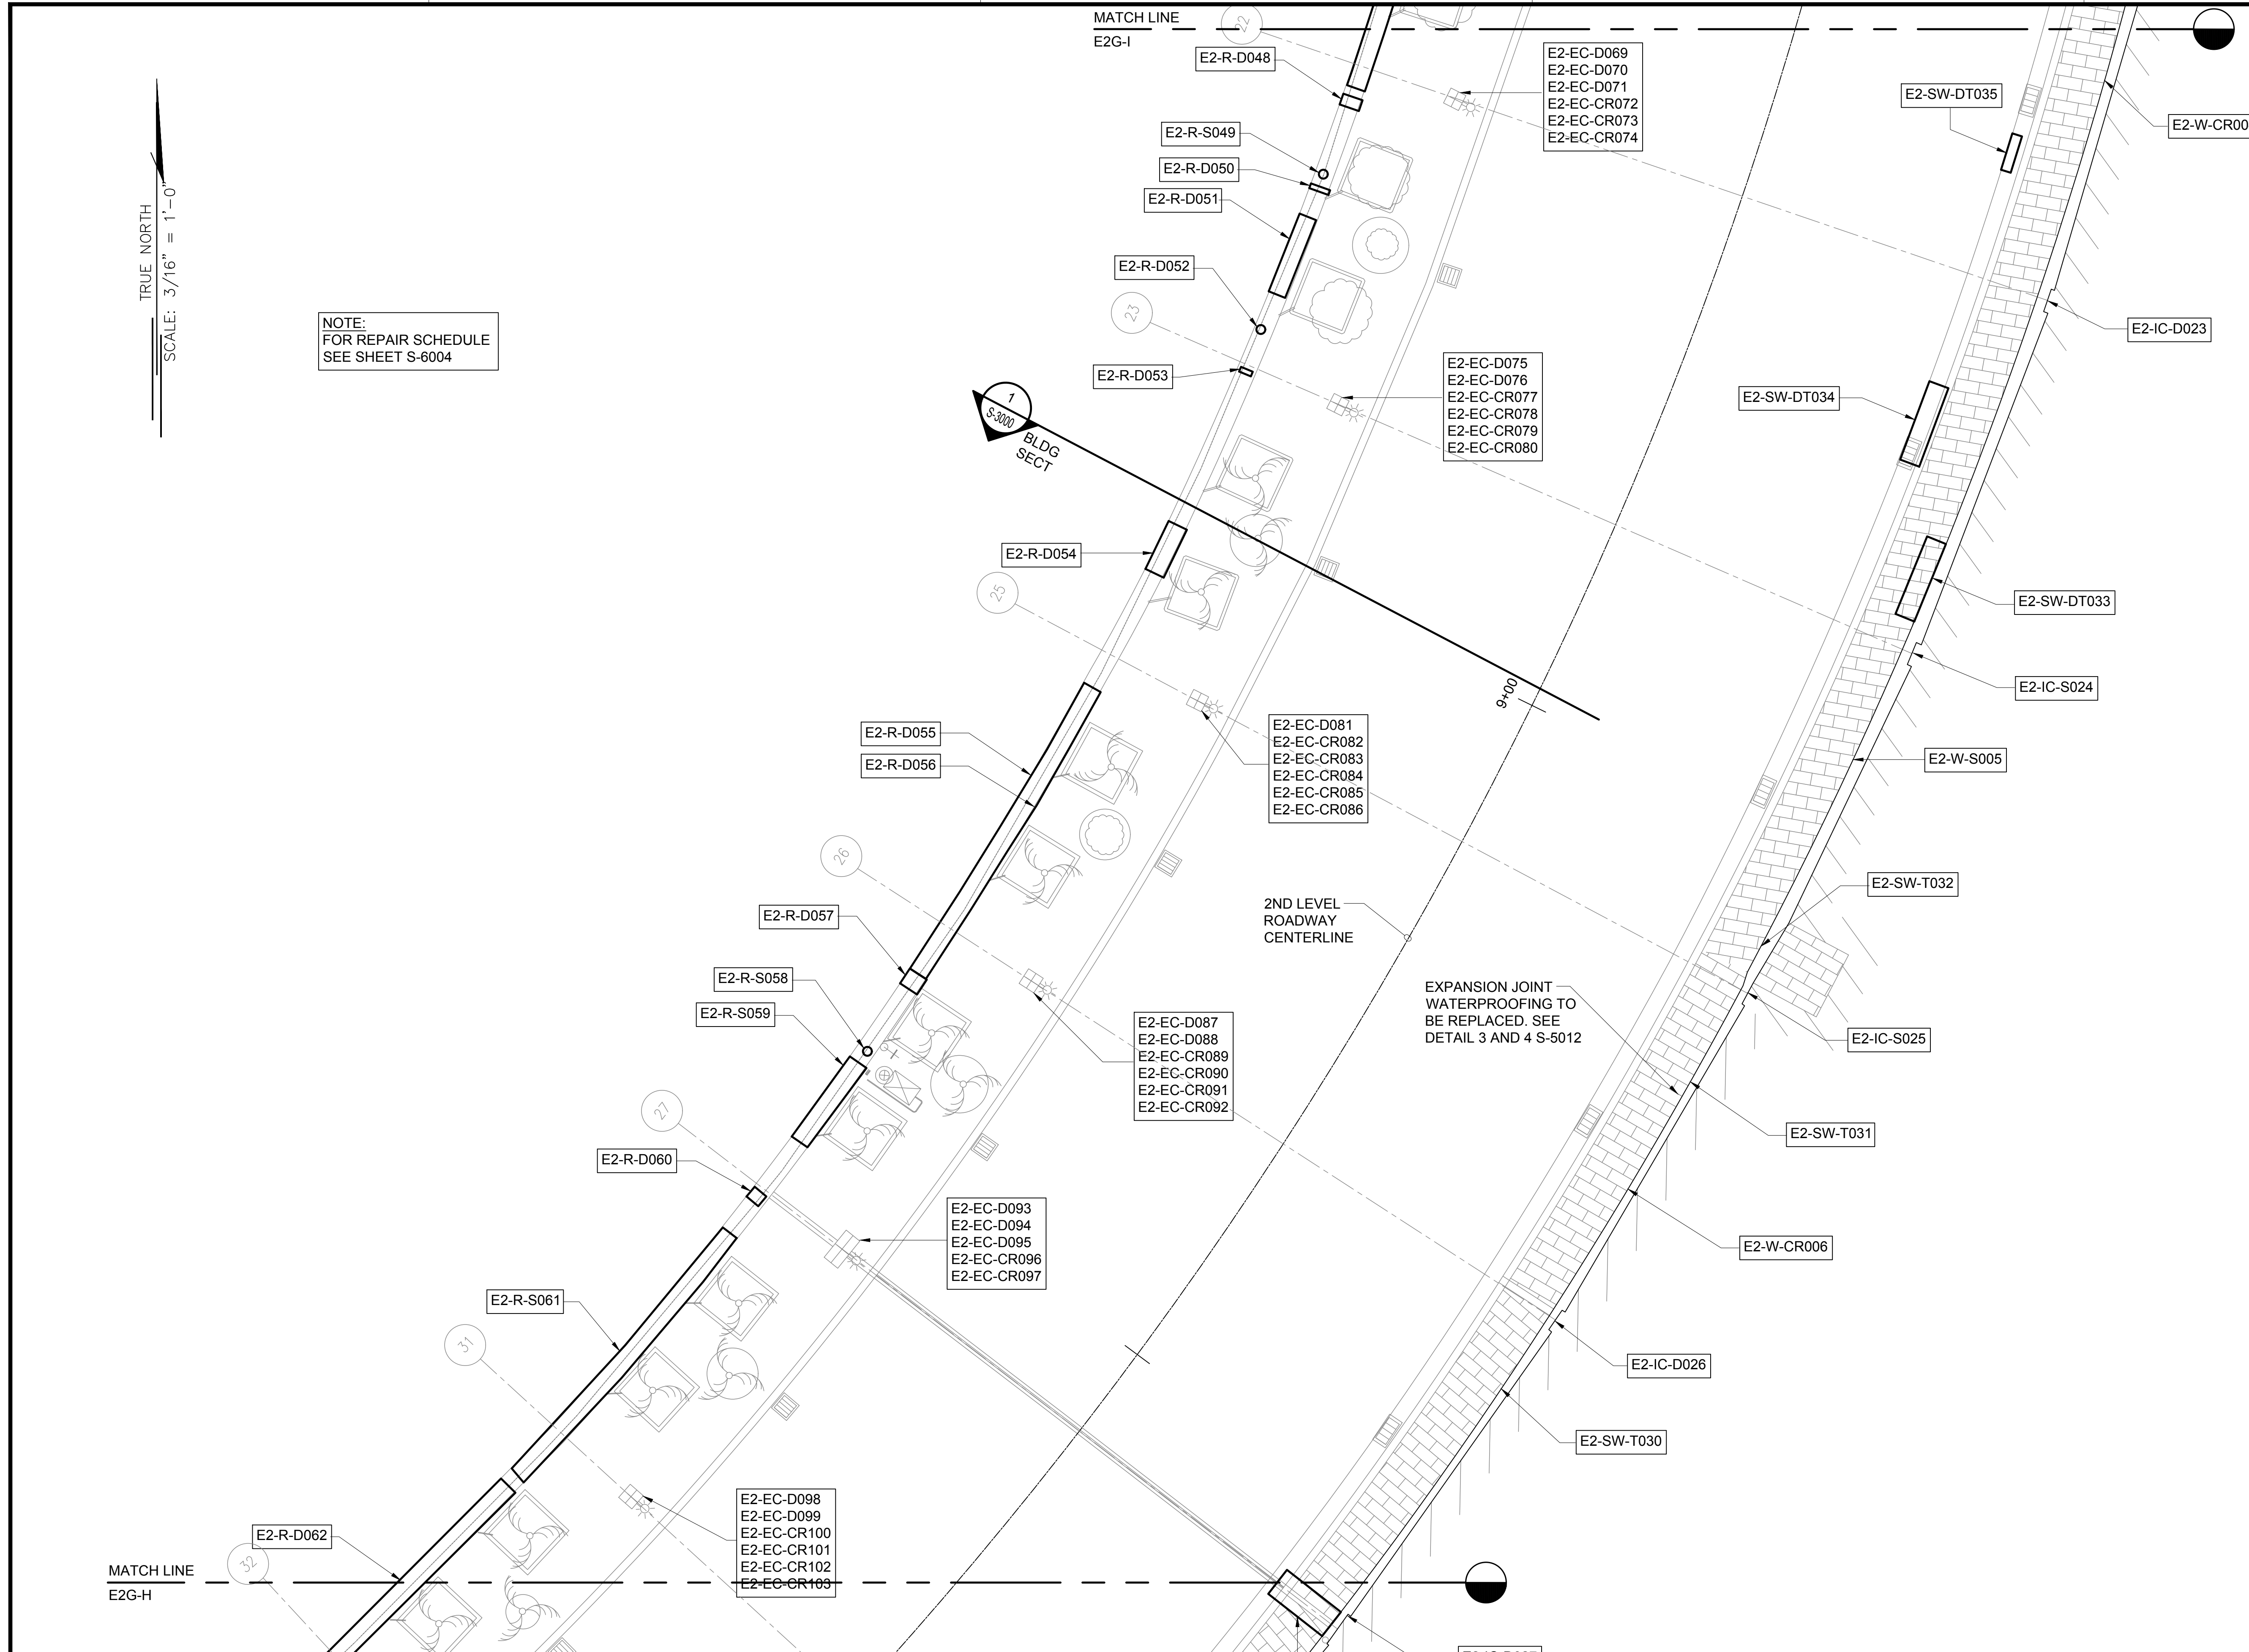 MATCH LINE
E2G-I
22
E2-R-D048
E2-EC-D069
E2-EC-D070
E2-EC-D071
E2-EC-CR072
E2-EC-CR073
E2-EC-CR074
E2-SW-DT035
E2-R-S049
E2-R-D050
E2-R-D051
TRUE NORTH
SCALE: 3/16" = 1'-0"
E2-R-D052
23
NOTE:
FOR REPAIR SCHEDULE
SEE SHEET S-6004
E2-IC-D023
E2-R-D053
E2-EC-D075
E2-EC-D076
E2-EC-CR077
E2-EC-CR078
E2-EC-CR079
E2-EC-CR080
E2-SW-DT034
1
S-3000
BLDG
SECT
E2-R-D054
25
E2-SW-DT033
E2-IC-S024
9+00
E2-R-D055
E2-R-D056
E2-EC-D081
E2-EC-CR082
E2-EC-CR083
E2-EC-CR084
E2-EC-CR085
E2-EC-CR086
E2-W-S005
26
E2-SW-T032
E2-R-D057
2ND LEVEL
ROADWAY
CENTERLINE
E2-R-S058
E2-R-S059
EXPANSION JOINT
WATERPROOFING TO
BE REPLACED. SEE
DETAIL 3 AND 4 S-5012
E2-EC-D087
E2-EC-D088
E2-EC-CR089
E2-EC-CR090
E2-EC-CR091
E2-EC-CR092
E2-IC-S025
27
E2-SW-T031
E2-R-D060
E2-EC-D093
E2-EC-D094
E2-EC-D095
E2-EC-CR096
E2-EC-CR097
E2-W-CR006
E2-R-S061
31
E2-IC-D026
E2-SW-T030
E2-EC-D098
E2-EC-D099
E2-EC-CR100
E2-EC-CR101
E2-EC-CR102
E2-EC-CR103
E2-R-D062
32
MATCH LINE
E2G-H